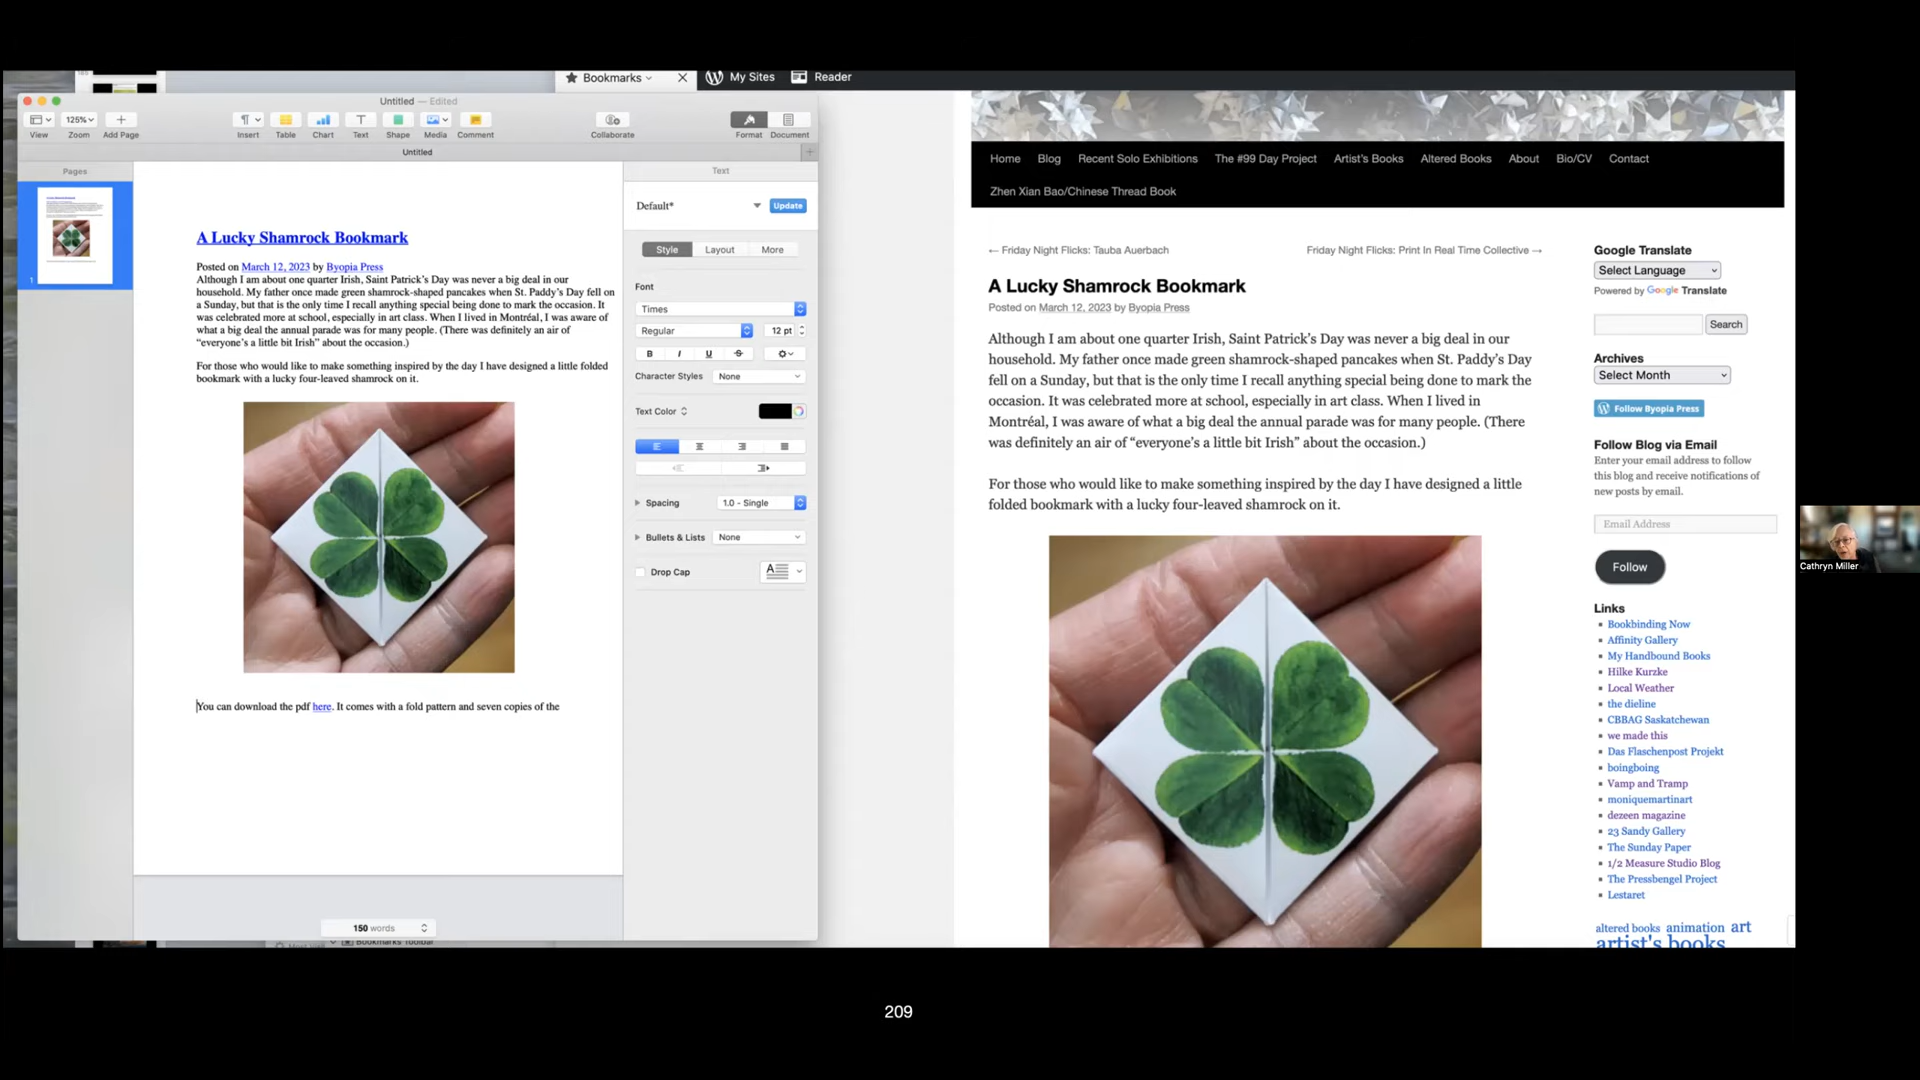 Bookmarks
My Sites
Reader
Untitled — Edited
125%
View
Zoom
Add Page
Insert
Table
Chart
Text
Shape
Media
Comment
Collaborate
Format
Document
Untitled
Pages
1
A Lucky Shamrock Bookmark
Posted on March 12, 2023 by Byopia Press
Although I am about one quarter Irish, Saint Patrick’s Day was never a big deal in our
household. My father once made green shamrock-shaped pancakes when St. Paddy’s Day fell on
a Sunday, but that is the only time I recall anything special being done to mark the occasion. It
was celebrated more at school, especially in art class. When I lived in Montréal, I was aware of
what a big deal the annual parade was for many people. (There was definitely an air of
“everyone’s a little bit Irish” about the occasion.)
For those who would like to make something inspired by the day I have designed a little folded
bookmark with a lucky four-leaved shamrock on it.
You can download the pdf here. It comes with a fold pattern and seven copies of the
150 words
Text
Default*
Update
Style
Layout
More
Font
Times
Regular
12 pt
B I U S
Character Styles
None
Text Color
Spacing
1.0 - Single
Bullets & Lists
None
Drop Cap
A
Bookmarks Toolbar
Home
Blog
Recent Solo Exhibitions
The #99 Day Project
Artist's Books
Altered Books
About
Bio/CV
Contact
Zhen Xian Bao/Chinese Thread Book
← Friday Night Flicks: Tauba Auerbach
Friday Night Flicks: Print In Real Time Collective →
A Lucky Shamrock Bookmark
Posted on March 12, 2023 by Byopia Press
Although I am about one quarter Irish, Saint Patrick’s Day was never a big deal in our
household. My father once made green shamrock-shaped pancakes when St. Paddy’s Day
fell on a Sunday, but that is the only time I recall anything special being done to mark the
occasion. It was celebrated more at school, especially in art class. When I lived in
Montréal, I was aware of what a big deal the annual parade was for many people. (There
was definitely an air of “everyone’s a little bit Irish” about the occasion.)
For those who would like to make something inspired by the day I have designed a little
folded bookmark with a lucky four-leaved shamrock on it.
Google Translate
Select Language
Powered by Google Translate
Search
Archives
Select Month
Follow Byopia Press
Follow Blog via Email
Enter your email address to follow
this blog and receive notifications of
new posts by email.
Email Address
Follow
Links
Bookbinding Now
Affinity Gallery
My Handbound Books
Hilke Kurzke
Local Weather
the dieline
CBBAG Saskatchewan
we made this
Das Flaschenpost Projekt
boingboing
Vamp and Tramp
moniquemartinart
dezeen magazine
23 Sandy Gallery
The Sunday Paper
1/2 Measure Studio Blog
The Pressbengel Project
Lestaret
altered books animation art
artist's books
Cathryn Miller
209